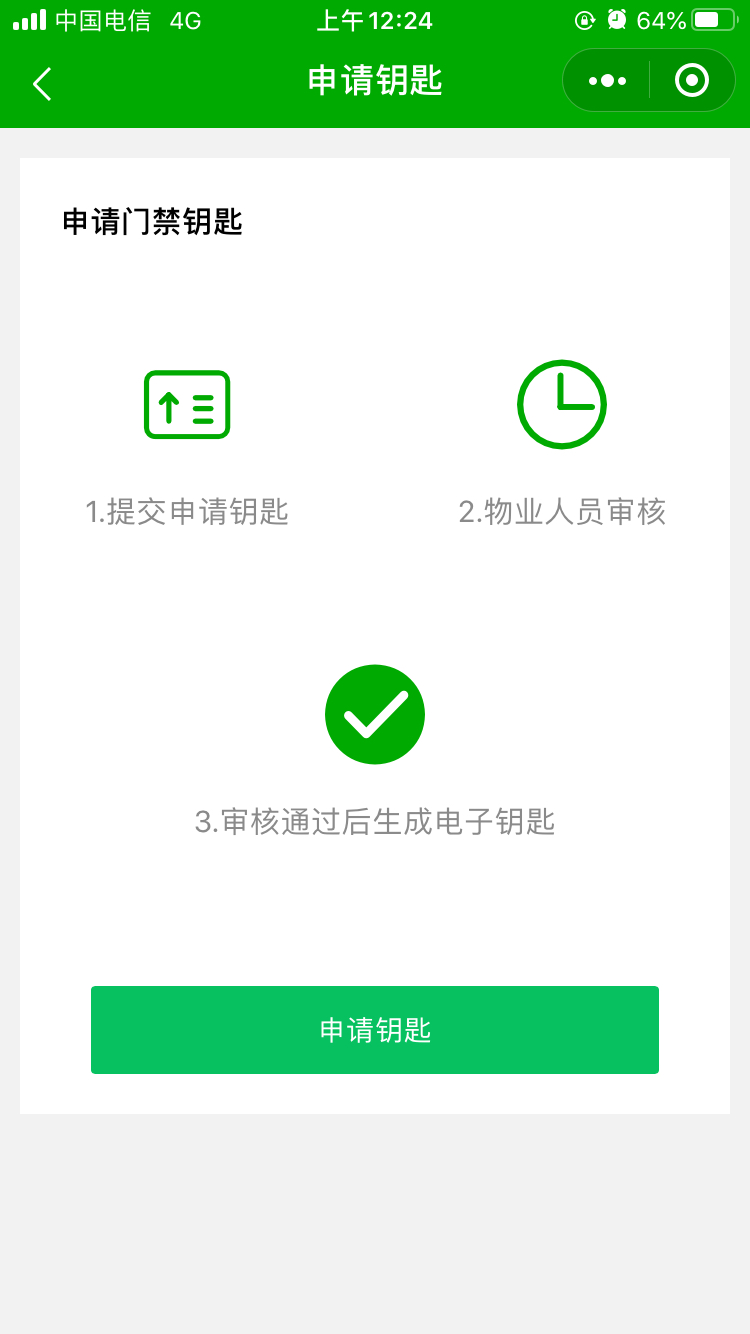 中国电信 4G 上午12:24 64%
申请钥匙
申请门禁钥匙
1.提交申请钥匙 2.物业人员审核
3.审核通过后生成电子钥匙
申请钥匙